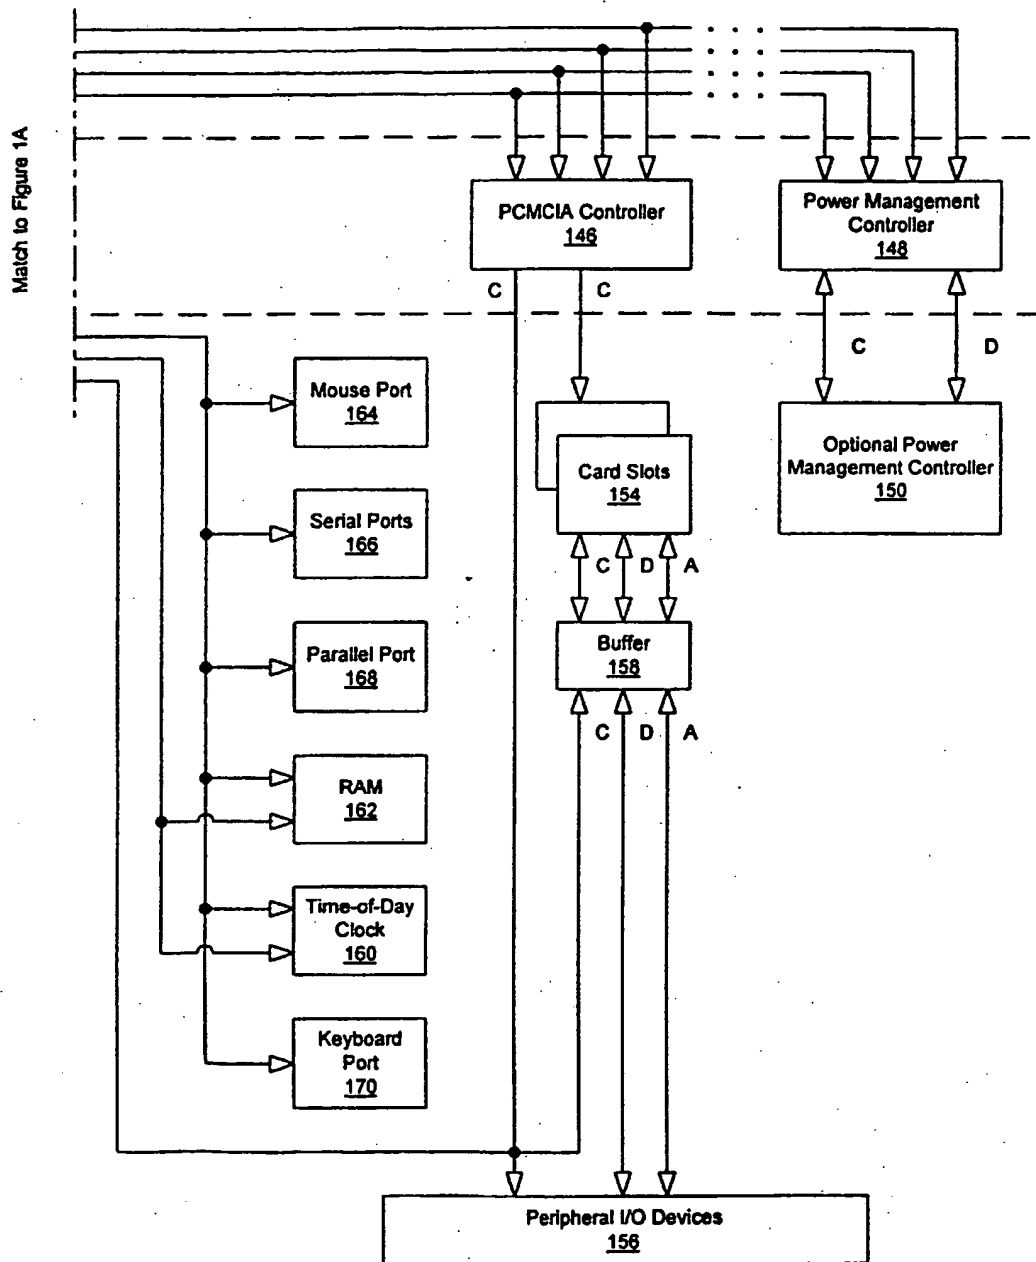 Match to Figure 1A
PCMCIA Controller
146
Power Management
Controller
148
C
C
C
D
Mouse Port
164
Card Slots
154
Optional Power
Management Controller
150
Serial Ports
166
C
D
A
Buffer
158
Parallel Port
168
C
D
A
RAM
162
Time-of-Day
Clock
160
Keyboard
Port
170
Peripheral I/O Devices
156